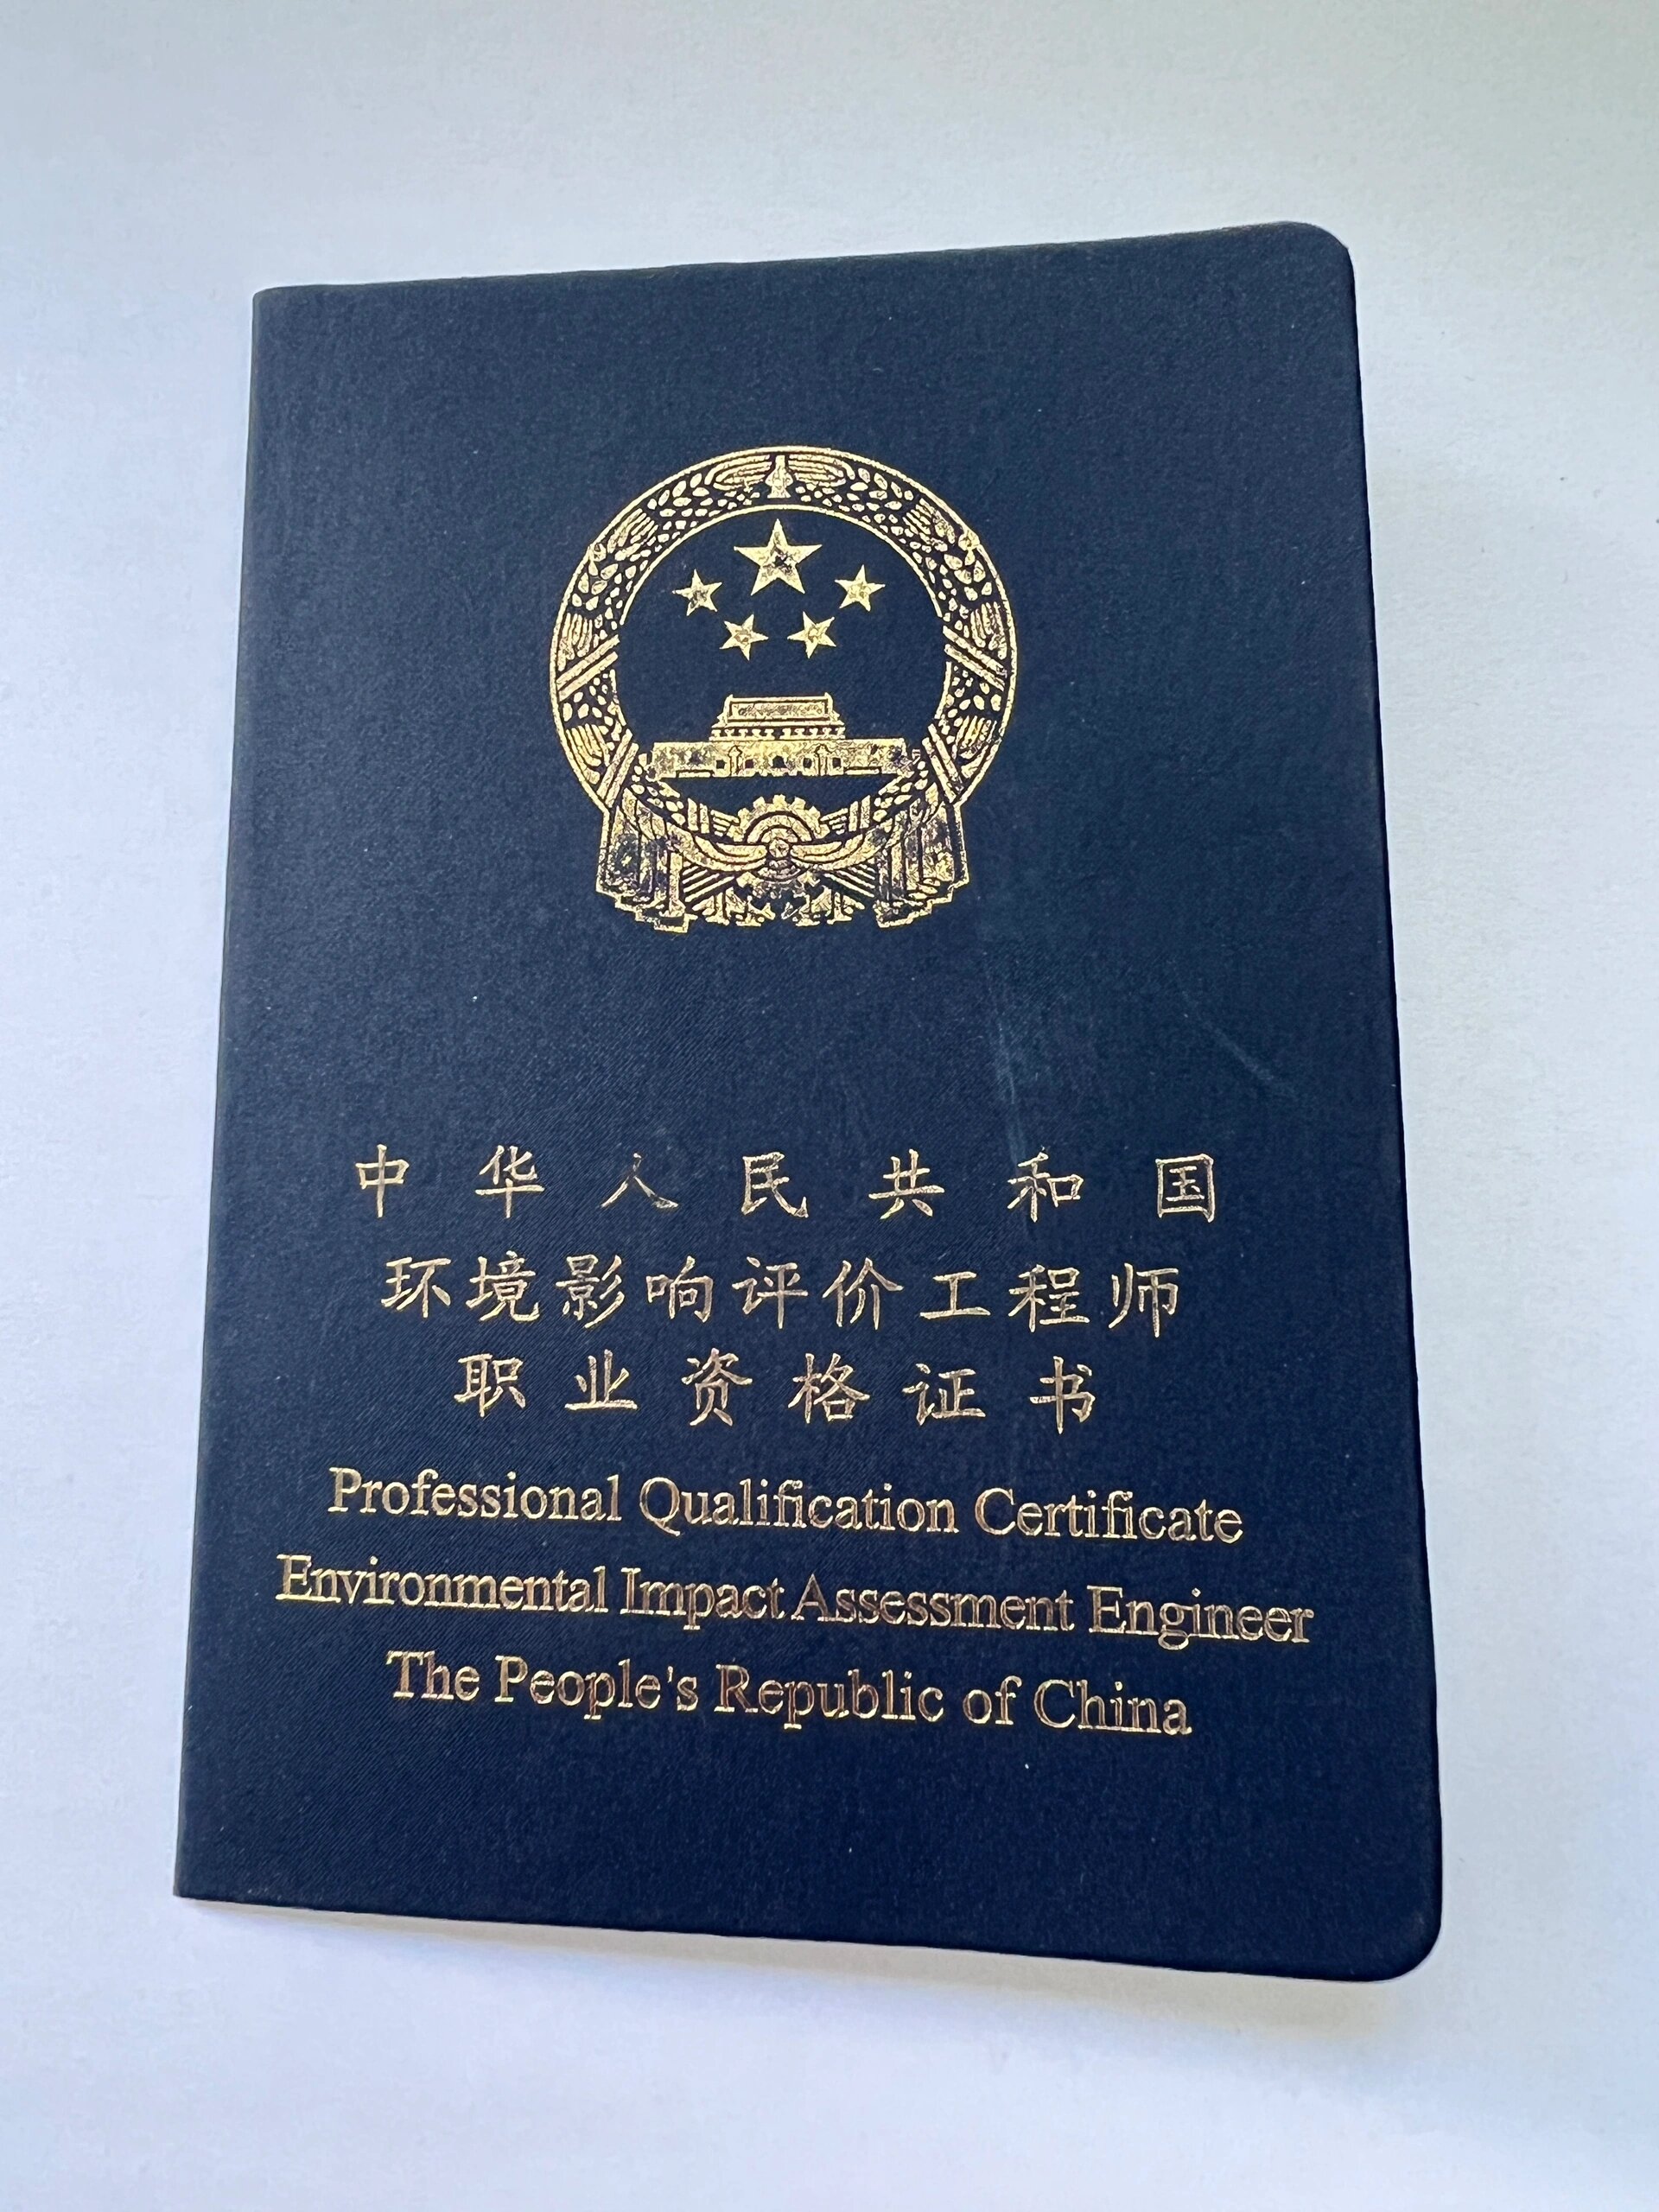 中华人民共和国
环境影响评价工程师
职业资格证书
Professional Qualification Certificate
Environmental Impact Assessment Engineer
The People's Republic of China